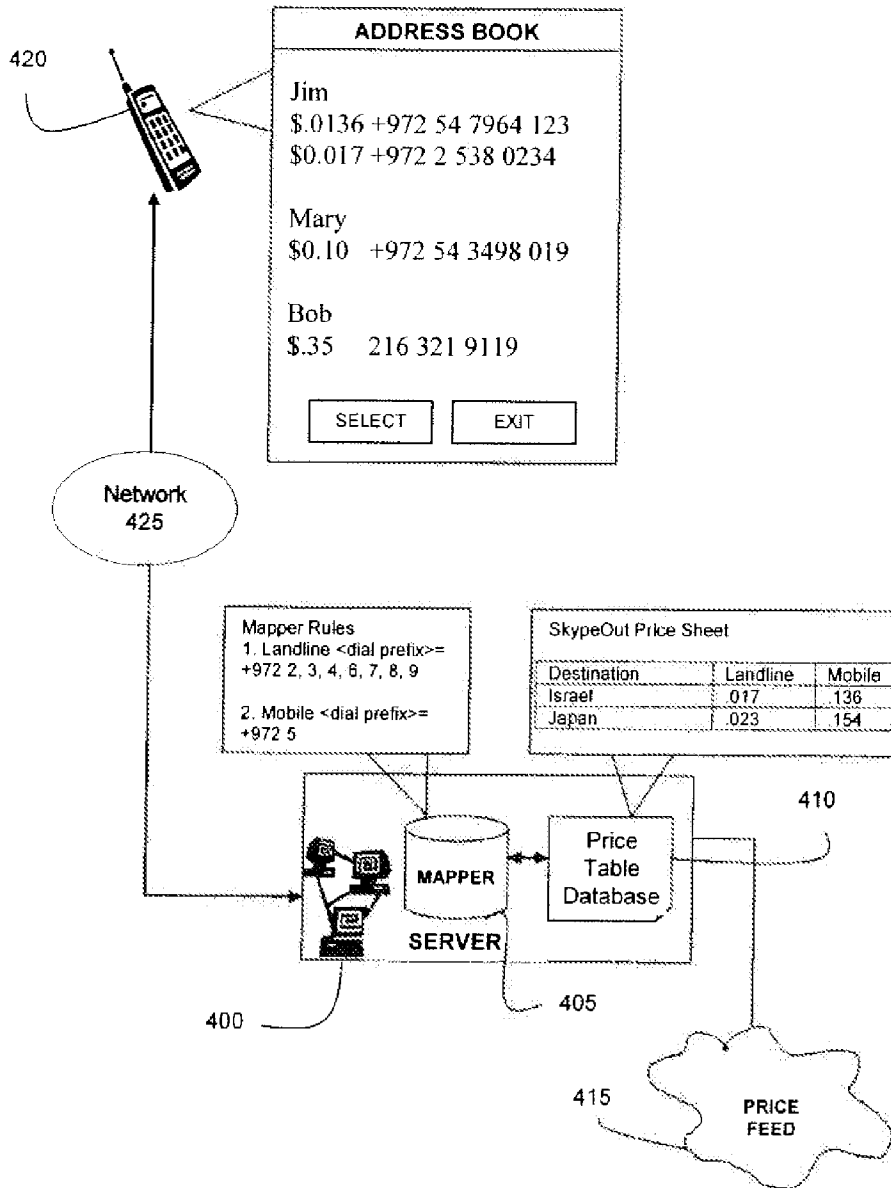 420
ADDRESS BOOK
Jim
$.0136 +972 54 7964 123
$0.017 +972 2 538 0234
Mary
$0.10 +972 54 3498 019
Bob
$.35 216 321 9119
SELECT EXIT
Network
425
Mapper Rules
1. Landline <dial prefix>=
+972 2, 3, 4, 6, 7, 8, 9
2. Mobile <dial prefix>=
+972 5
SkypeOut Price Sheet
Destination Landline Mobile
Israel .017 .136
Japan .023 .154
410
MAPPER
Price
Table
Database
SERVER
400
405
415
PRICE
FEED